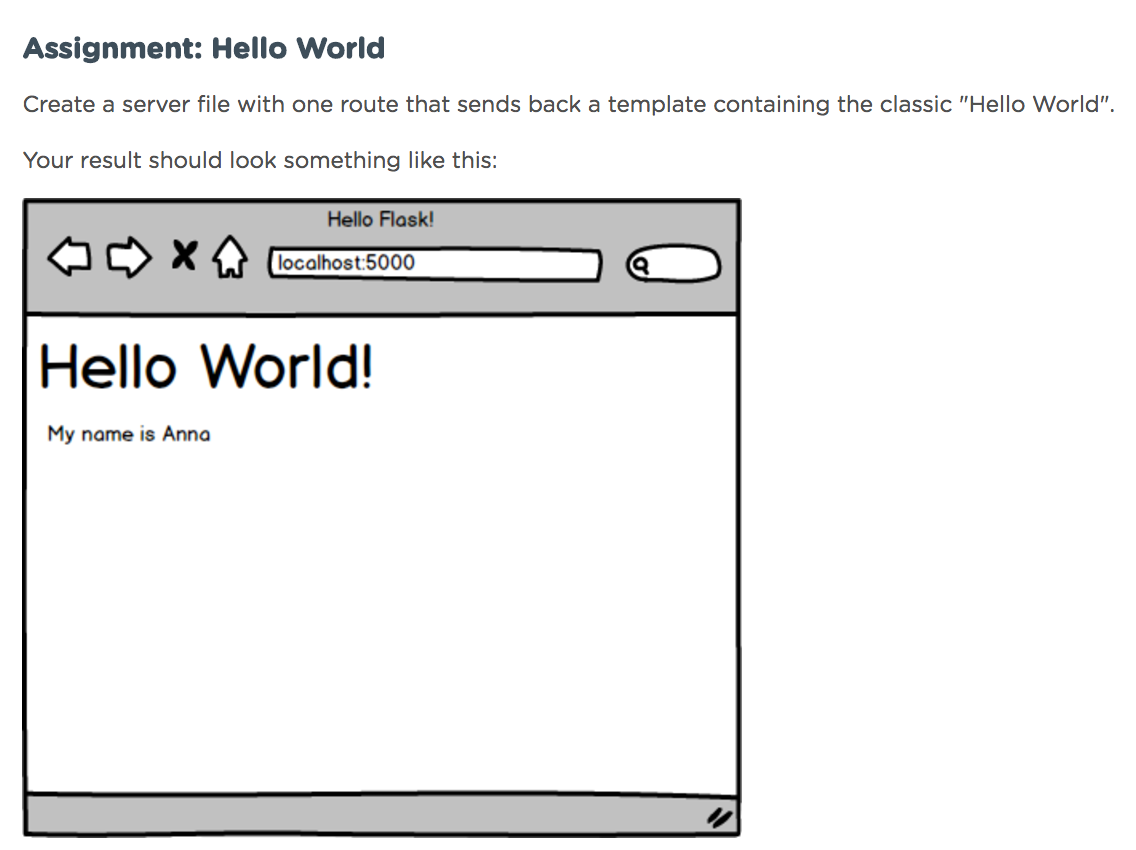 Assignment: Hello World
Create a server file with one route that sends back a template containing the classic "Hello World".
Your result should look something like this:
Hello Flask!
localhost:5000
Hello World!
My name is Anna